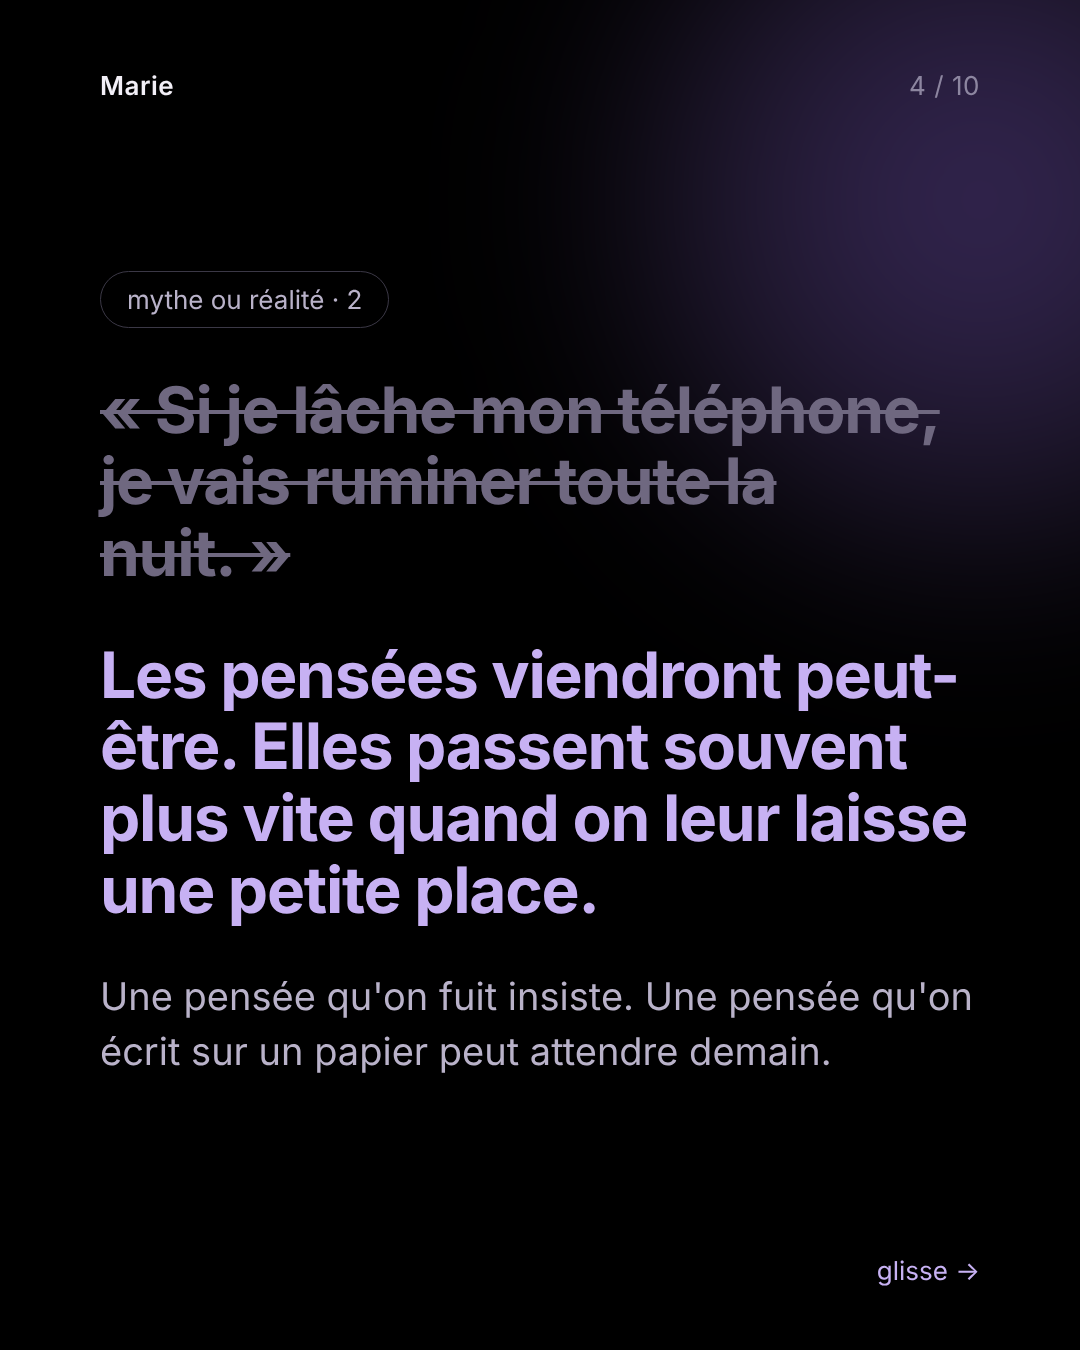 Marie
4 / 10
mythe ou réalité · 2
« Si je lâche mon téléphone,
je vais ruminer toute la
nuit. »
Les pensées viendront peut-
être. Elles passent souvent
plus vite quand on leur laisse
une petite place.
Une pensée qu'on fuit insiste. Une pensée qu'on
écrit sur un papier peut attendre demain.
glisse →